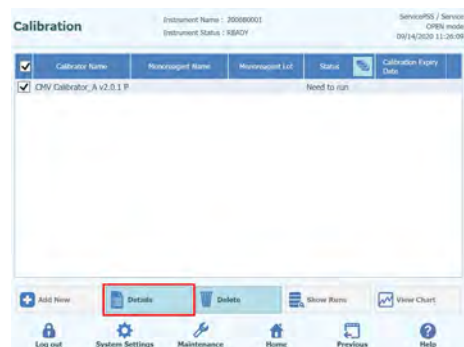 Calibration
Instrument Name : 2006B0001
Instrument Status : READY
ServicePSS / Service
OPEN mode
09/14/2020 11:26:09
Calibrator Name
Monoreagent Name
Monoreagent Lot
Status
Calibration Expiry Date
CMV Calibrator_A v2.0.1 P
Need to run
Add New
Details
Delete
Show Runs
View Chart
Log out
System Settings
Maintenance
Home
Previous
Help